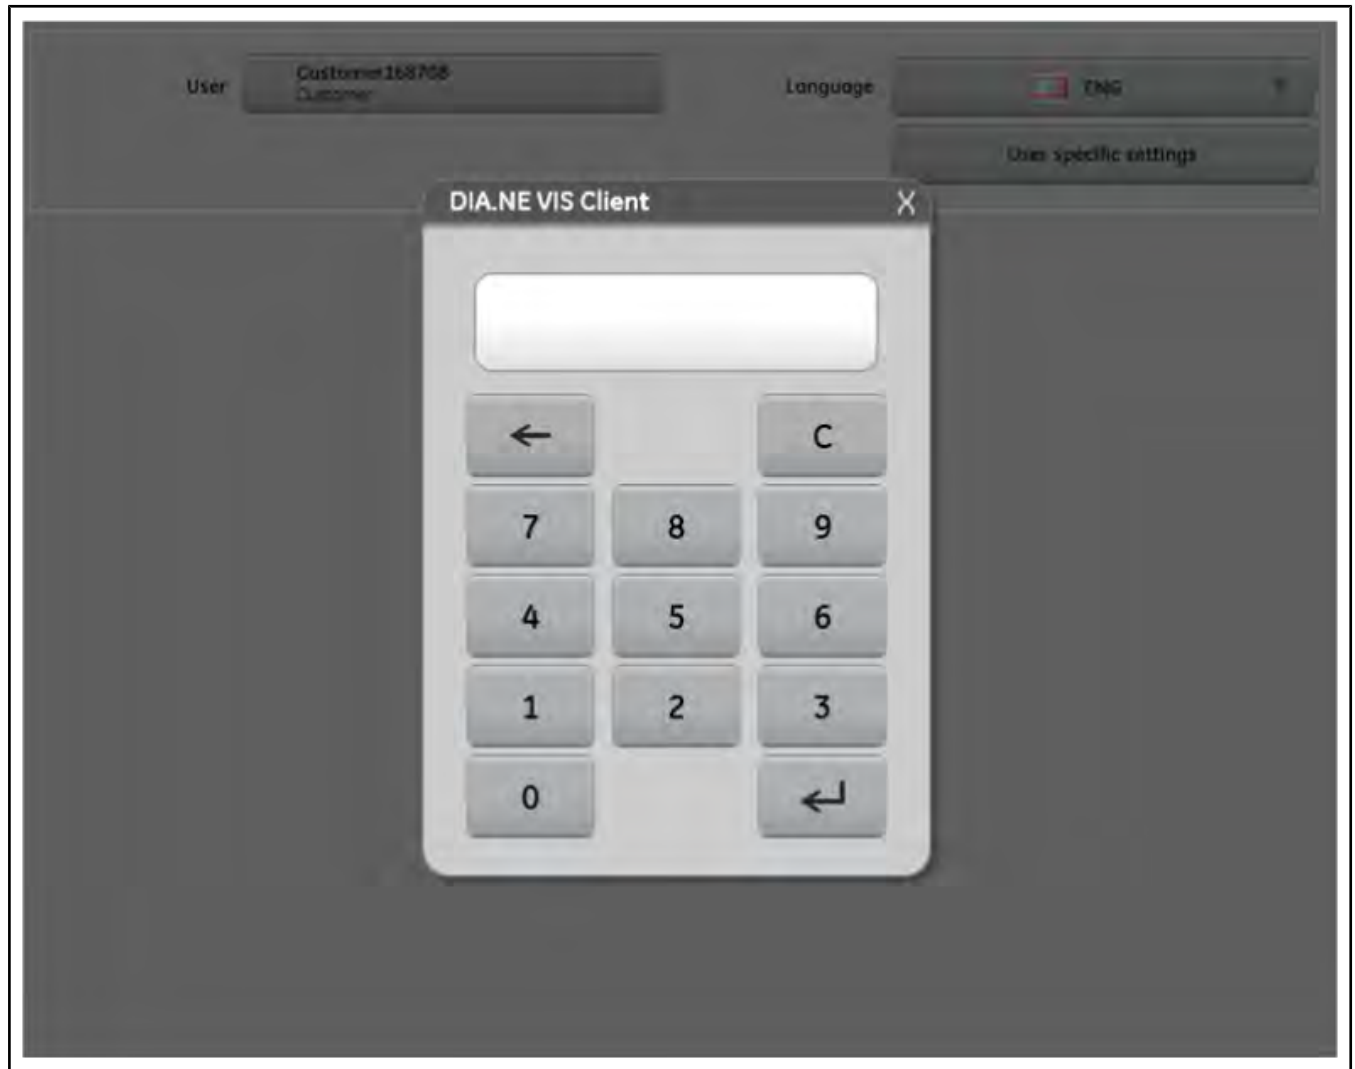 User
Customer168708
Customer
Language
ENG
User specific settings
DIA.NE VIS Client
X
←
C
7 8 9
4 5 6
1 2 3
0